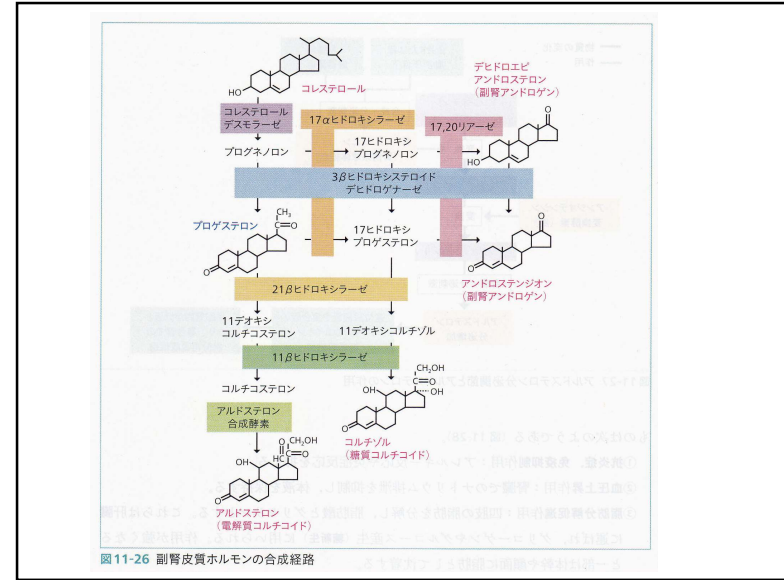 コレステロール
HO
デヒドロエピ
アンドロステロン
(副腎アンドロゲン)
O
HO
コレステロール
デスモラーゼ
17αヒドロキシラーゼ
17,20リアーゼ
プログネノロン
17ヒドロキシ
プログネノロン
3βヒドロキシステロイド
デヒドロゲナーゼ
プロゲステロン
CH₃
C=O
O
17ヒドロキシ
プロゲステロン
O
O
アンドロステンジオン
(副腎アンドロゲン)
21βヒドロキシラーゼ
11デオキシ
コルチコステロン
11デオキシコルチゾル
11βヒドロキシラーゼ
コルチコステロン
CH₂OH
C=O
OH
OH
O
コルチゾル
(糖質コルチコイド)
アルドステロン
合成酵素
O CH₂OH
HC C=O
OH
O
アルドステロン
(電解質コルチコイド)
図11-26 副腎皮質ホルモンの合成経路